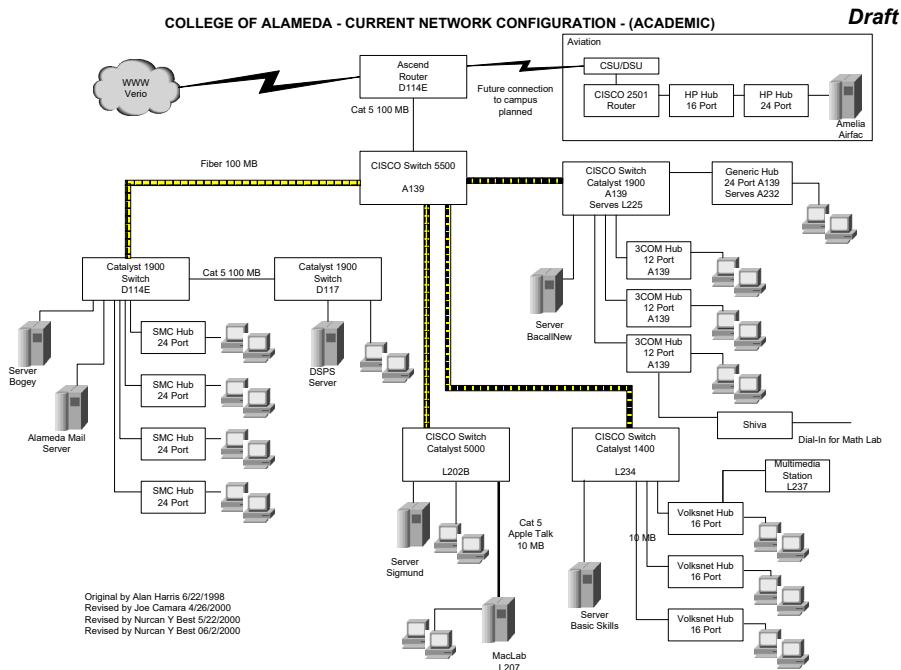 COLLEGE OF ALAMEDA - CURRENT NETWORK CONFIGURATION - (ACADEMIC)
Draft
WWW
Verio
Ascend
Router
D114E
Cat 5 100 MB
Future connection
to campus
planned
Aviation
CSU/DSU
CISCO 2501
Router
HP Hub
16 Port
HP Hub
24 Port
Amelia
Airfac
Fiber 100 MB
CISCO Switch 5500
A139
CISCO Switch
Catalyst 1900
A139
Serves L225
Generic Hub
24 Port A139
Serves A232
3COM Hub
12 Port
A139
3COM Hub
12 Port
A139
3COM Hub
12 Port
A139
Server
BacallNew
Shiva
Dial-In for Math Lab
Catalyst 1900
Switch
D114E
Cat 5 100 MB
Catalyst 1900
Switch
D117
Server
Bogey
Alameda Mail
Server
SMC Hub
24 Port
SMC Hub
24 Port
SMC Hub
24 Port
SMC Hub
24 Port
DSPS
Server
CISCO Switch
Catalyst 5000
L202B
Server
Sigmund
Cat 5
Apple Talk
10 MB
MacLab
L207
CISCO Switch
Catalyst 1400
L234
Multimedia
Station
L237
10 MB
Volksnet Hub
16 Port
Volksnet Hub
16 Port
Volksnet Hub
16 Port
Server
Basic Skills
Original by Alan Harris 6/22/1998
Revised by Joe Camara 4/26/2000
Revised by Nurcan Y Best 5/22/2000
Revised by Nurcan Y Best 06/2/2000